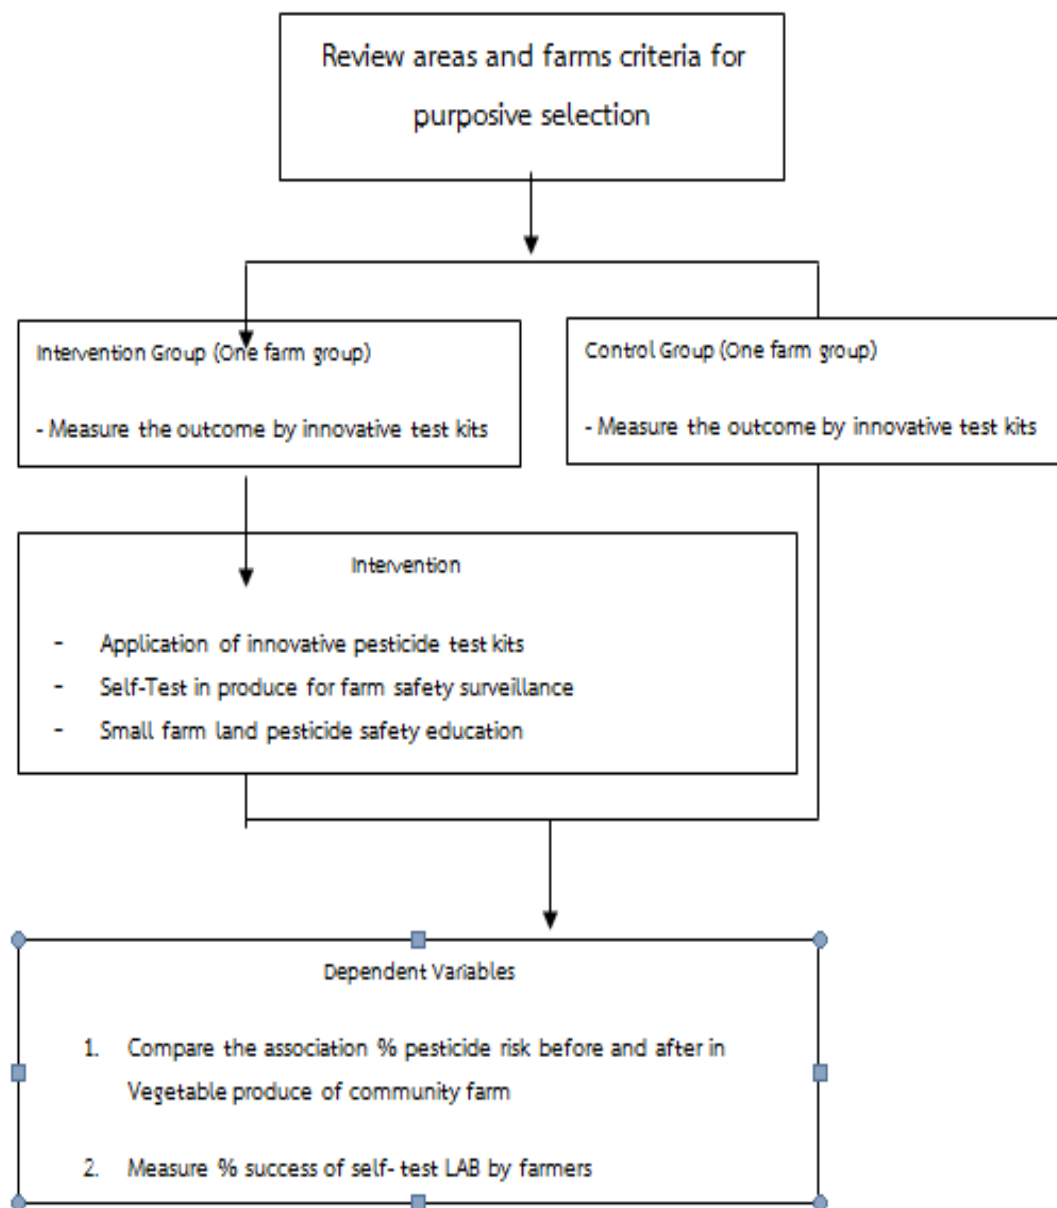 Review areas and farms criteria for
purposive selection
Intervention Group (One farm group)
- Measure the outcome by innovative test kits
Control Group (One farm group)
- Measure the outcome by innovative test kits
Intervention
- Application of innovative pesticide test kits
- Self-Test in produce for farm safety surveillance
- Small farm land pesticide safety education
Dependent Variables
1. Compare the association % pesticide risk before and after in
Vegetable produce of community farm
2. Measure % success of self- test LAB by farmers